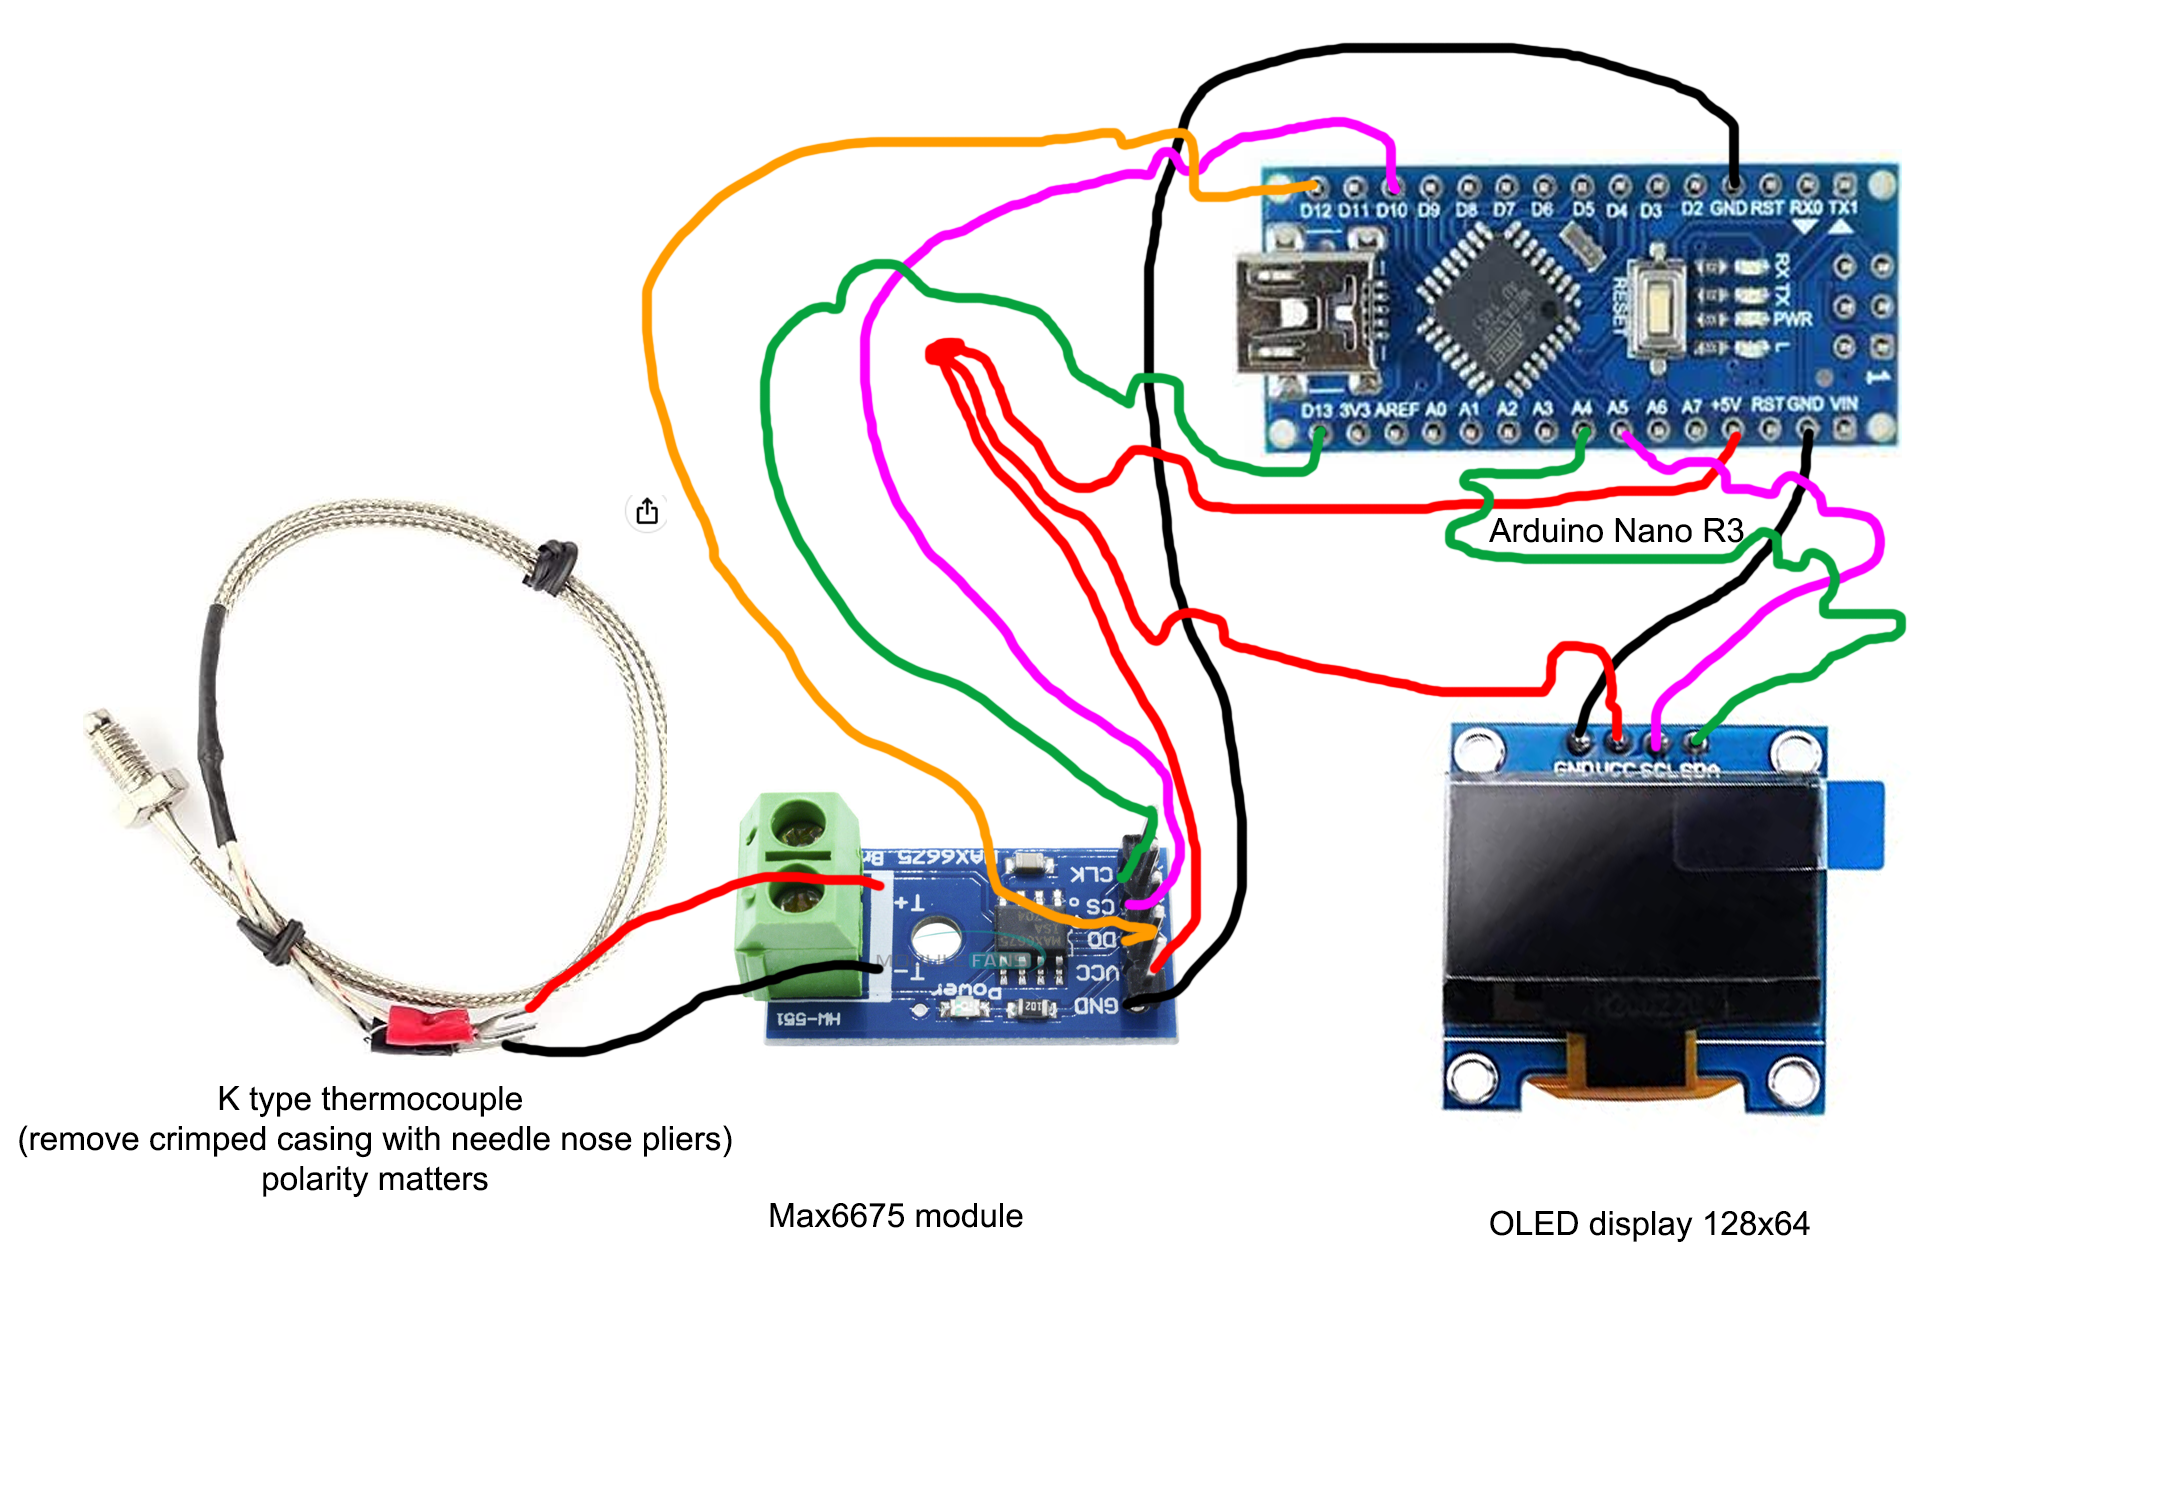 D12 D11 D10 D9 D8 D7 D6 D5 D4 D3 D2 GND RST RX0 TX1
RX
TX
PWR
L
RESET
1
D13 3V3 AREF A0 A1 A2 A3 A4 A5 A6 A7 +5V RST GND VIN
Arduino Nano R3
GND VCC SCL SDA
MAX6675
CLK
CS
DO
VCC
GND
T+
T-
Power
102
HW-551
FANS
K type thermocouple
(remove crimped casing with needle nose pliers)
polarity matters
Max6675 module
OLED display 128x64